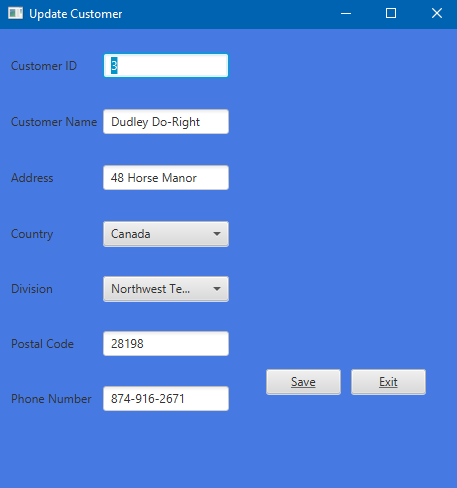 Update Customer
Customer ID 3
Customer Name Dudley Do-Right
Address 48 Horse Manor
Country Canada
Division Northwest Te...
Postal Code 28198
Phone Number 874-916-2671
Save Exit